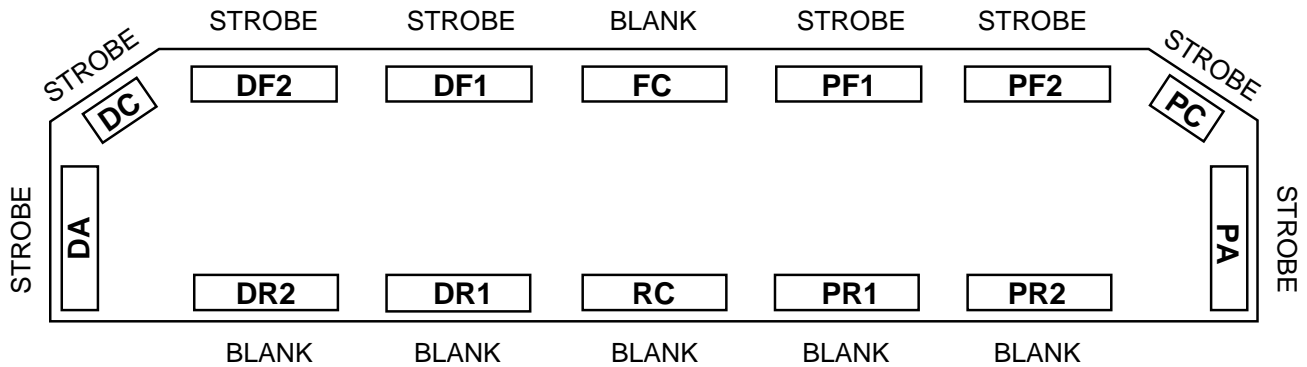 STROBE STROBE BLANK STROBE STROBE
STROBE STROBE
DF2 DF1 FC PF1 PF2
DC PC
STROBE DA PA STROBE
DR2 DR1 RC PR1 PR2
BLANK BLANK BLANK BLANK BLANK